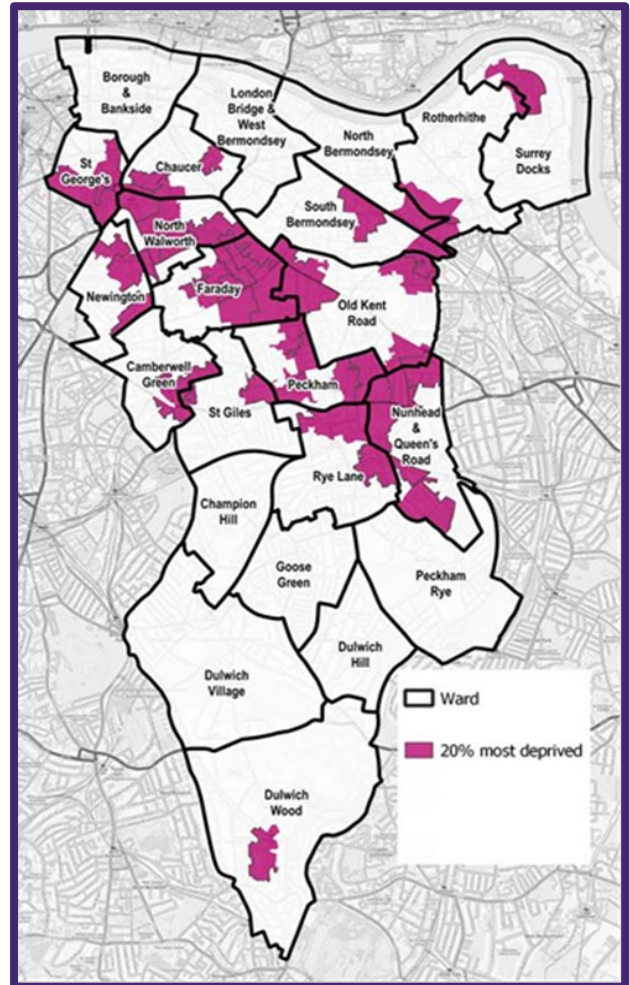 Borough
&
Bankside
London
Bridge &
West
Bermondsey
North
Bermondsey
Rotherhithe
Surrey
Docks
St
George's
Chaucer
South
Bermondsey
North
Walworth
Newington
Faraday
Old Kent
Road
Camberwell
Green
St Giles
Peckham
Nunhead
&
Queen's
Road
Rye Lane
Champion
Hill
Goose
Green
Peckham
Rye
Dulwich
Village
Dulwich
Hill
Dulwich
Wood
Ward
20% most deprived